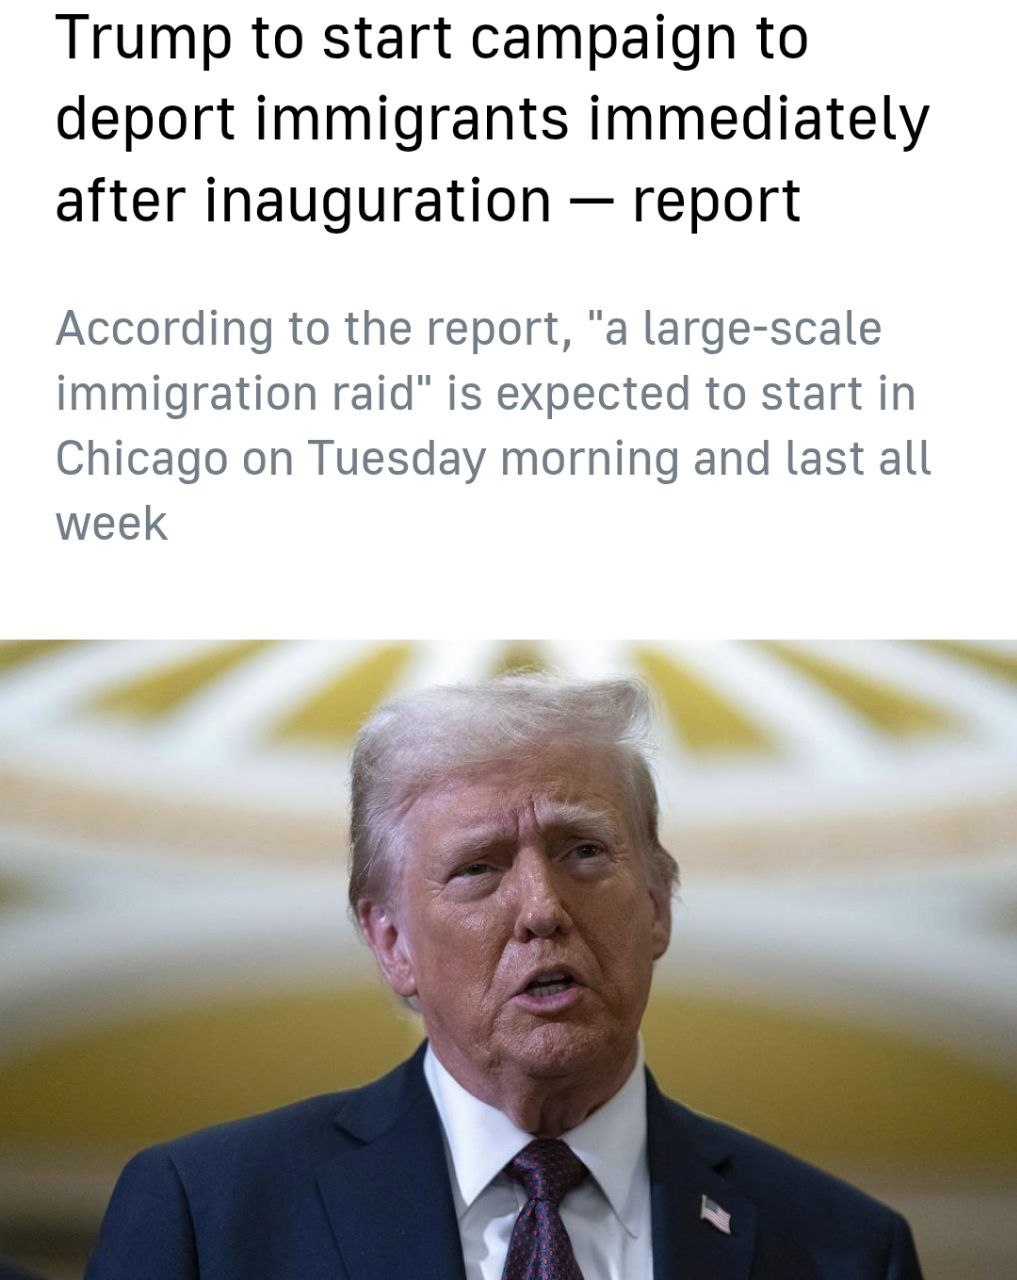 Trump to start campaign to
deport immigrants immediately
after inauguration — report
According to the report, "a large-scale
immigration raid" is expected to start in
Chicago on Tuesday morning and last all
week